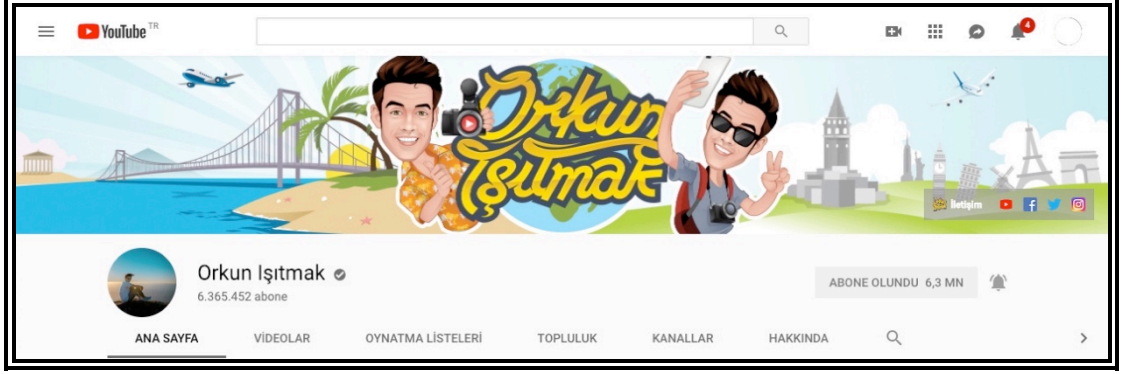 YouTube TR
4
Orkun
Işıtmak
İletişim
Orkun Işıtmak
6.365.452 abone
ABONE OLUNDU 6,3 MN
ANA SAYFA VİDEOLAR OYNATMA LİSTELERİ TOPLULUK KANALLAR HAKKINDA